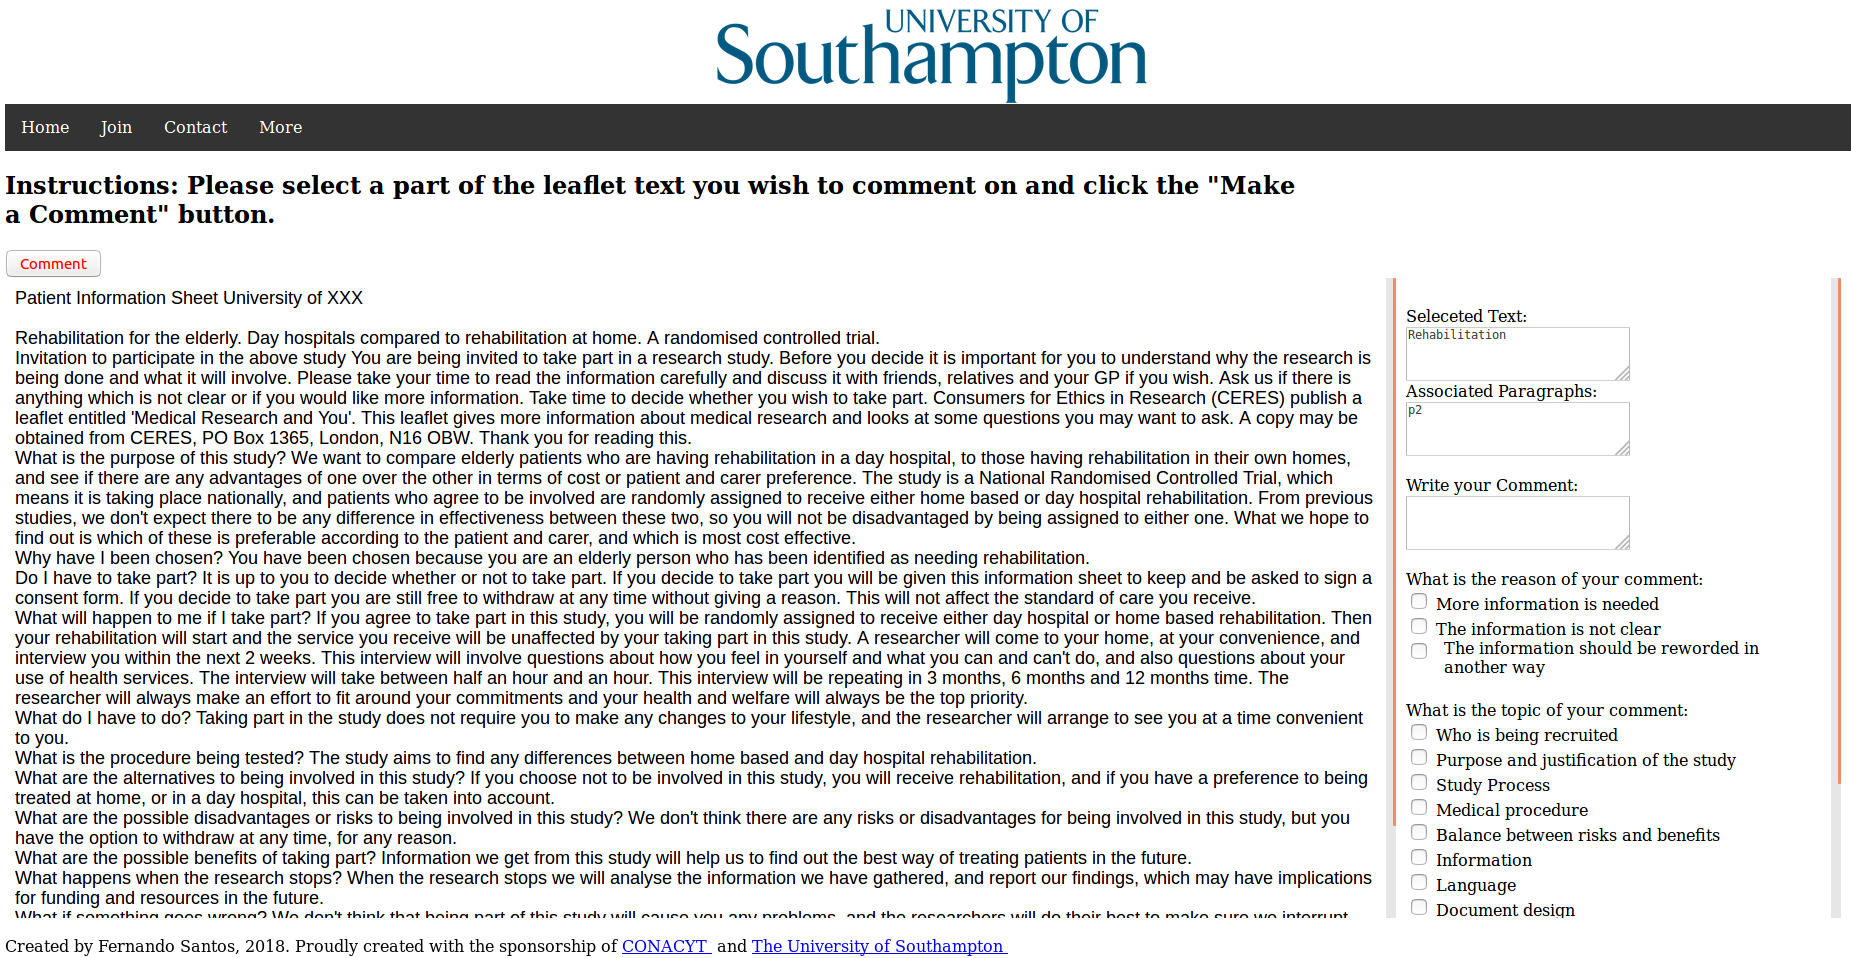 UNIVERSITY OF
Southampton
Home Join Contact More
Instructions: Please select a part of the leaflet text you wish to comment on and click the "Make
a Comment" button.
Comment
Patient Information Sheet University of XXX
Rehabilitation for the elderly. Day hospitals compared to rehabilitation at home. A randomised controlled trial.
Invitation to participate in the above study You are being invited to take part in a research study. Before you decide it is important for you to understand why the research is
being done and what it will involve. Please take your time to read the information carefully and discuss it with friends, relatives and your GP if you wish. Ask us if there is
anything which is not clear or if you would like more information. Take time to decide whether you wish to take part. Consumers for Ethics in Research (CERES) publish a
leaflet entitled 'Medical Research and You'. This leaflet gives more information about medical research and looks at some questions you may want to ask. A copy may be
obtained from CERES, PO Box 1365, London, N16 OBW. Thank you for reading this.
What is the purpose of this study? We want to compare elderly patients who are having rehabilitation in a day hospital, to those having rehabilitation in their own homes,
and see if there are any advantages of one over the other in terms of cost or patient and carer preference. The study is a National Randomised Controlled Trial, which
means it is taking place nationally, and patients who agree to be involved are randomly assigned to receive either home based or day hospital rehabilitation. From previous
studies, we don't expect there to be any difference in effectiveness between these two, so you will not be disadvantaged by being assigned to either one. What we hope to
find out is which of these is preferable according to the patient and carer, and which is most cost effective.
Why have I been chosen? You have been chosen because you are an elderly person who has been identified as needing rehabilitation.
Do I have to take part? It is up to you to decide whether or not to take part. If you decide to take part you will be given this information sheet to keep and be asked to sign a
consent form. If you decide to take part you are still free to withdraw at any time without giving a reason. This will not affect the standard of care you receive.
What will happen to me if I take part? If you agree to take part in this study, you will be randomly assigned to receive either day hospital or home based rehabilitation. Then
your rehabilitation will start and the service you receive will be unaffected by your taking part in this study. A researcher will come to your home, at your convenience, and
interview you within the next 2 weeks. This interview will involve questions about how you feel in yourself and what you can and can't do, and also questions about your
use of health services. The interview will take between half an hour and an hour. This interview will be repeating in 3 months, 6 months and 12 months time. The
researcher will always make an effort to fit around your commitments and your health and welfare will always be the top priority.
What do I have to do? Taking part in the study does not require you to make any changes to your lifestyle, and the researcher will arrange to see you at a time convenient
to you.
What is the procedure being tested? The study aims to find any differences between home based and day hospital rehabilitation.
What are the alternatives to being involved in this study? If you choose not to be involved in this study, you will receive rehabilitation, and if you have a preference to being
treated at home, or in a day hospital, this can be taken into account.
What are the possible disadvantages or risks to being involved in this study? We don't think there are any risks or disadvantages for being involved in this study, but you
have the option to withdraw at any time, for any reason.
What are the possible benefits of taking part? Information we get from this study will help us to find out the best way of treating patients in the future.
What happens when the research stops? When the research stops we will analyse the information we have gathered, and report our findings, which may have implications
for funding and resources in the future.
What if something goes wrong? We don't think that being part of this study will cause you any problems, and the researchers will do their best to make sure we interrupt
Seleceted Text:
Rehabilitation
Associated Paragraphs:
p2
Write your Comment:
What is the reason of your comment:
More information is needed
The information is not clear
The information should be reworded in
another way
What is the topic of your comment:
Who is being recruited
Purpose and justification of the study
Study Process
Medical procedure
Balance between risks and benefits
Information
Language
Document design
Created by Fernando Santos, 2018. Proudly created with the sponsorship of CONACYT and The University of Southampton